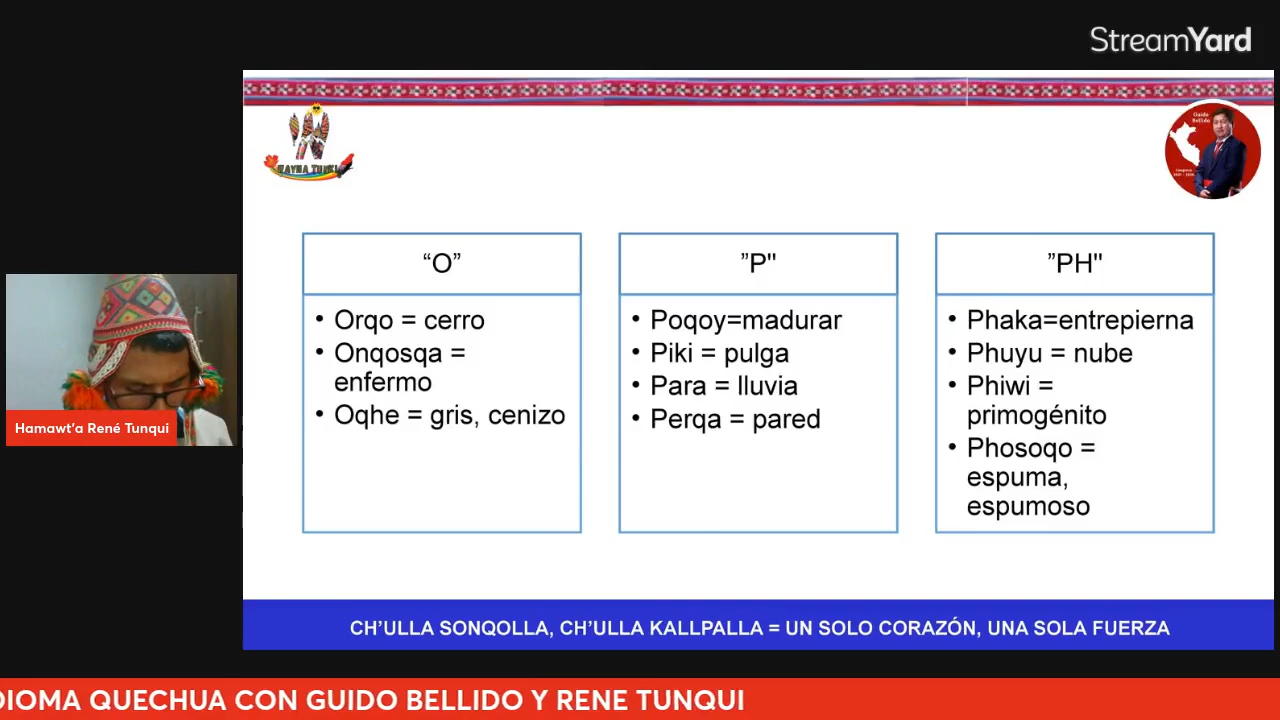 StreamYard
Guido
Bellido
"O"
• Orqo = cerro
• Onqosqa =
enfermo
• Oqhe = gris, cenizo
"P"
• Poqoy=madurar
• Piki = pulga
• Para = lluvia
• Perqa = pared
"PH"
• Phaka=entrepierna
• Phuyu = nube
• Phiwi =
primogénito
• Phosoqo =
espuma,
espumoso
Hamawt'a René Tunqui
CH'ULLA SONQOLLA, CH'ULLA KALLPALLA = UN SOLO CORAZÓN, UNA SOLA FUERZA
DIOMA QUECHUA CON GUIDO BELLIDO Y RENE TUNQUI